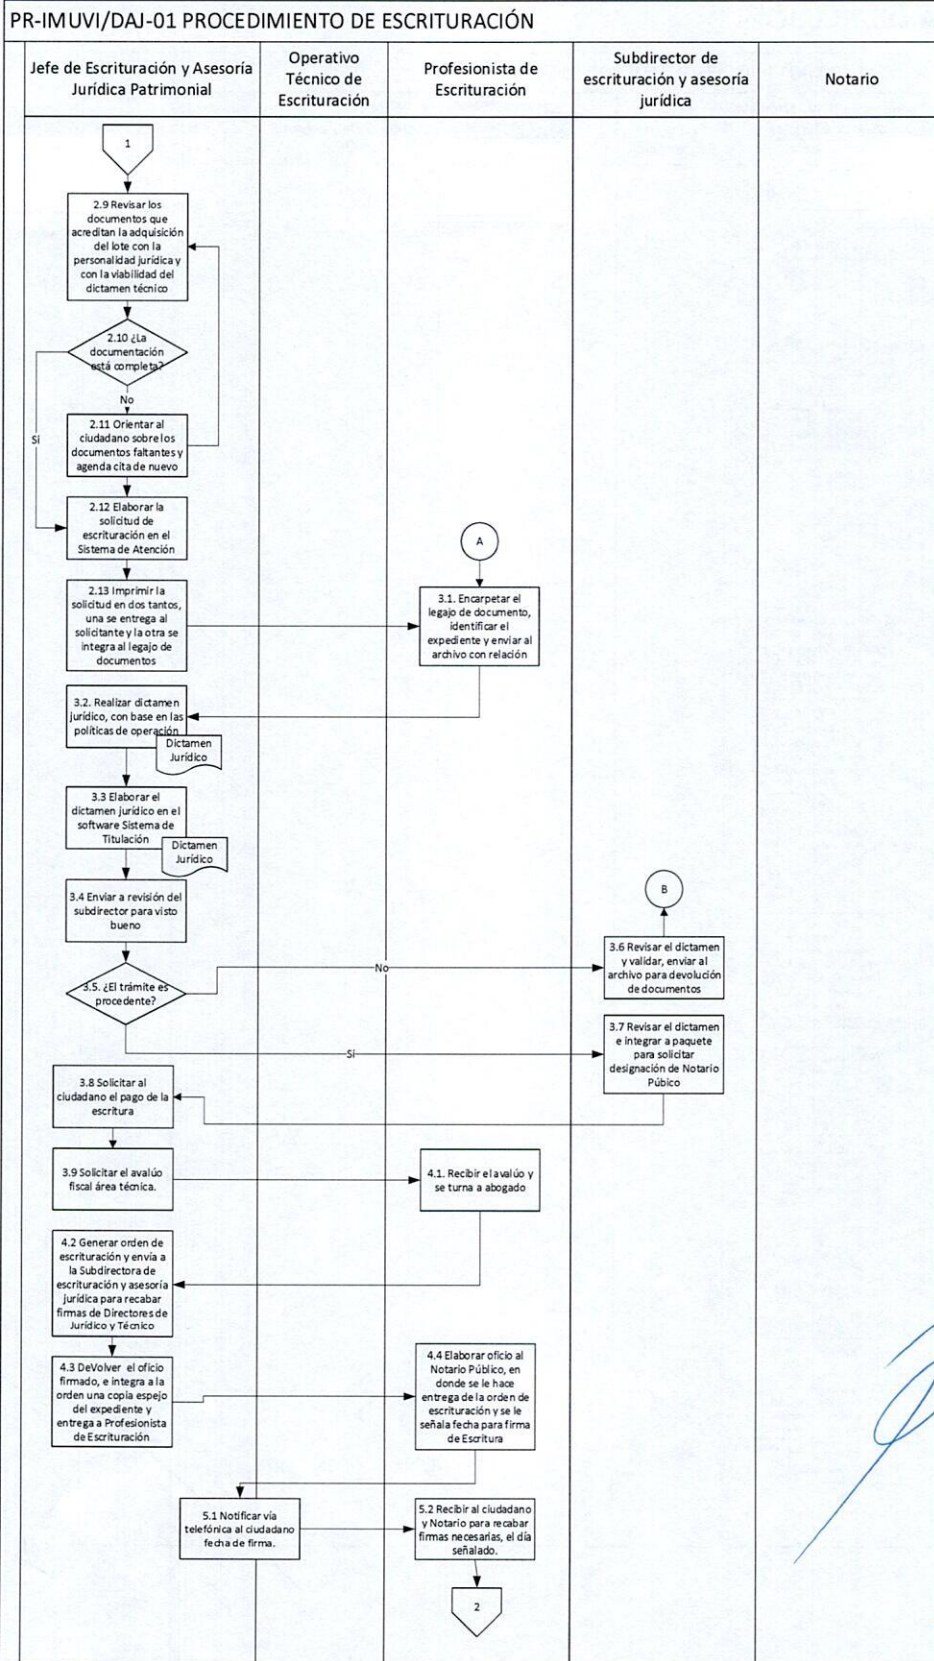 PR-IMUVI/DAJ-01 PROCEDIMIENTO DE ESCRITURACIÓN
Jefe de Escrituración y Asesoría
Jurídica Patrimonial
Operativo
Técnico de
Escrituración
Profesionista de
Escrituración
Subdirector de
escrituración y asesoría
jurídica
Notario
1
2.9 Revisar los
documentos que
acreditan la adquisición
del lote con la
personalidad jurídica y
con la viabilidad del
dictamen técnico
2.10 ¿La
documentación
está completa?
No
Sí
2.11 Orientar al
ciudadano sobre los
documentos faltantes y
agenda cita de nuevo
2.12 Elaborar la
solicitud de
escrituración en el
Sistema de Atención
A
2.13 Imprimir la
solicitud en dos tantos,
una se entrega al
solicitante y la otra se
integra al legajo de
documentos
3.1. Encarpetar el
legajo de documento,
identificar el
expediente y enviar al
archivo con relación
3.2. Realizar dictamen
jurídico, con base en las
políticas de operación
Dictamen
Jurídico
3.3 Elaborar el
dictamen jurídico en el
software Sistema de
Titulación
Dictamen
Jurídico
3.4 Enviar a revisión del
subdirector para visto
bueno
B
3.5. ¿El trámite es
procedente?
No
3.6 Revisar el dictamen
y validar, enviar al
archivo para devolución
de documentos
Sí
3.7 Revisar el dictamen
e integrar a paquete
para solicitar
designación de Notario
Púbico
3.8 Solicitar al
ciudadano el pago de la
escritura
3.9 Solicitar el avalúo
fiscal área técnica.
4.1. Recibir el avalúo y
se turna a abogado
4.2 Generar orden de
escrituración y envía a
la Subdirectora de
escrituración y asesoría
jurídica para recabar
firmas de Directores de
Jurídico y Técnico
4.3 DeVolver el oficio
firmado, e integra a la
orden una copia espejo
del expediente y
entrega a Profesionista
de Escrituración
4.4 Elaborar oficio al
Notario Público, en
donde se le hace
entrega de la orden de
escrituración y se le
señala fecha para firma
de Escritura
5.1 Notificar vía
telefónica al ciudadano
fecha de firma.
5.2 Recibir al ciudadano
y Notario para recabar
firmas necesarias, el día
señalado.
2